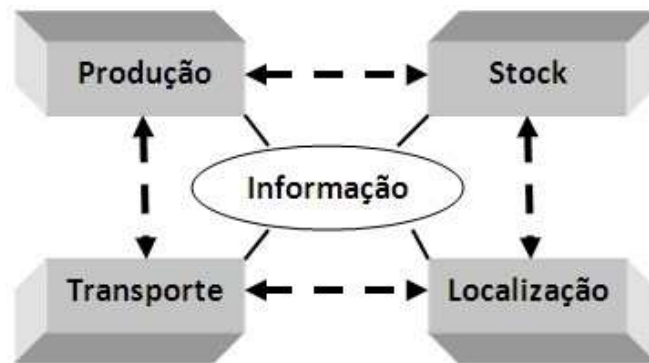 Produção
Stock
Informação
Transporte
Localização